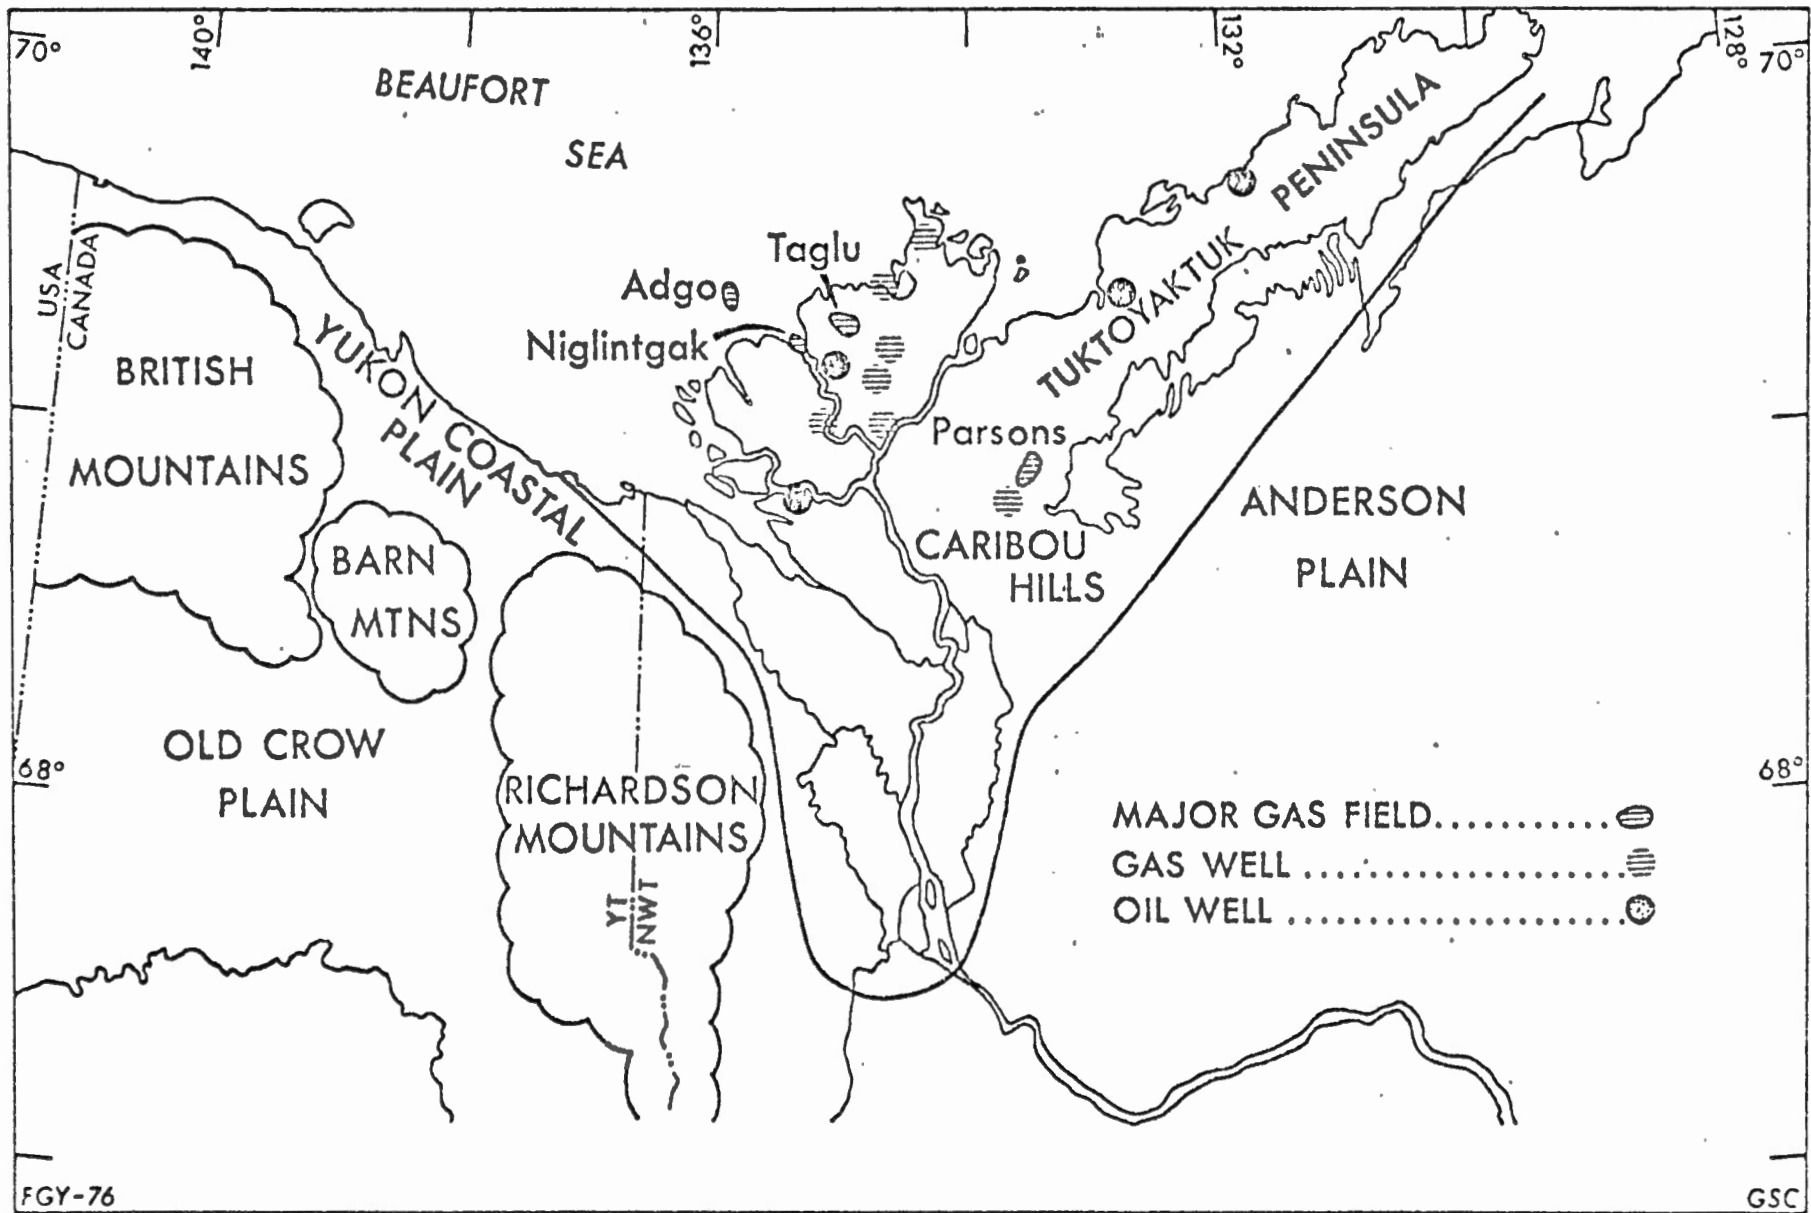 70°
140°
136°
132°
128°
70°
BEAUFORT
SEA
PENINSULA
TUKTOYAKTUK
Taglu
Adgo
Niglintgak
USA
CANADA
BRITISH
MOUNTAINS
YUKON COASTAL
PLAIN
Parsons
CARIBOU
HILLS
ANDERSON
PLAIN
BARN
MTNS
OLD CROW
PLAIN
68°
68°
RICHARDSON
MOUNTAINS
YT
NWT
MAJOR GAS FIELD............
GAS WELL ....................
OIL WELL .....................
FGY-76
GSC